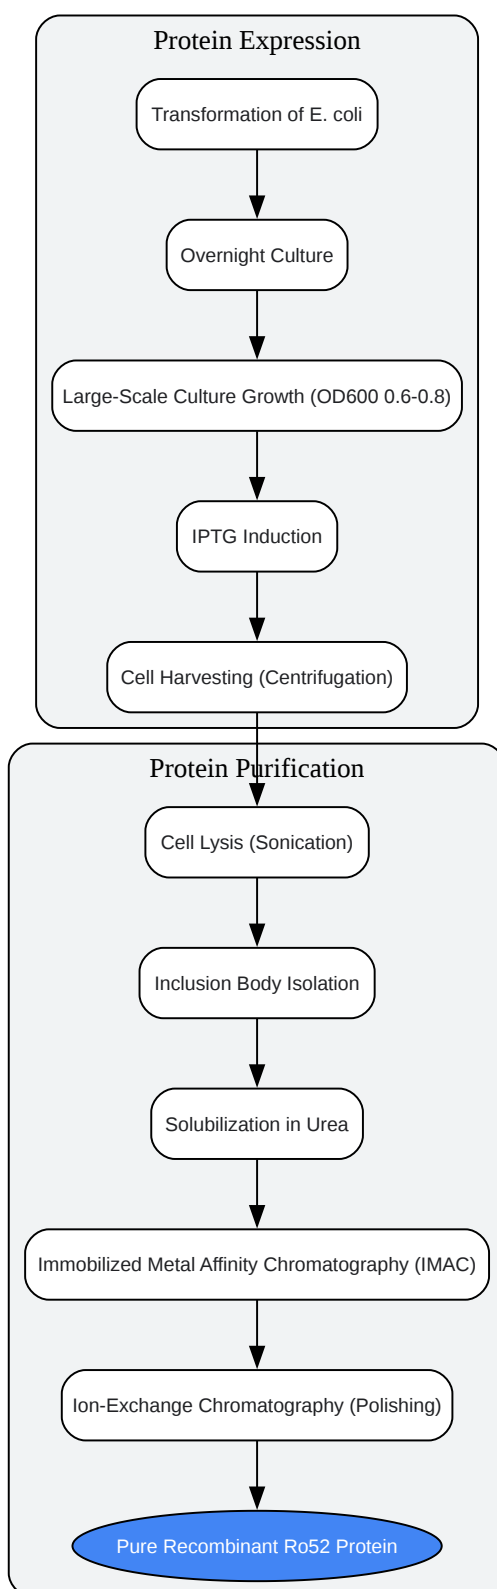 Protein Expression
Transformation of E. coli
Overnight Culture
Large-Scale Culture Growth (OD600 0.6-0.8)
IPTG Induction
Cell Harvesting (Centrifugation)
Protein Purification
Cell Lysis (Sonication)
Inclusion Body Isolation
Solubilization in Urea
Immobilized Metal Affinity Chromatography (IMAC)
Ion-Exchange Chromatography (Polishing)
Pure Recombinant Ro52 Protein